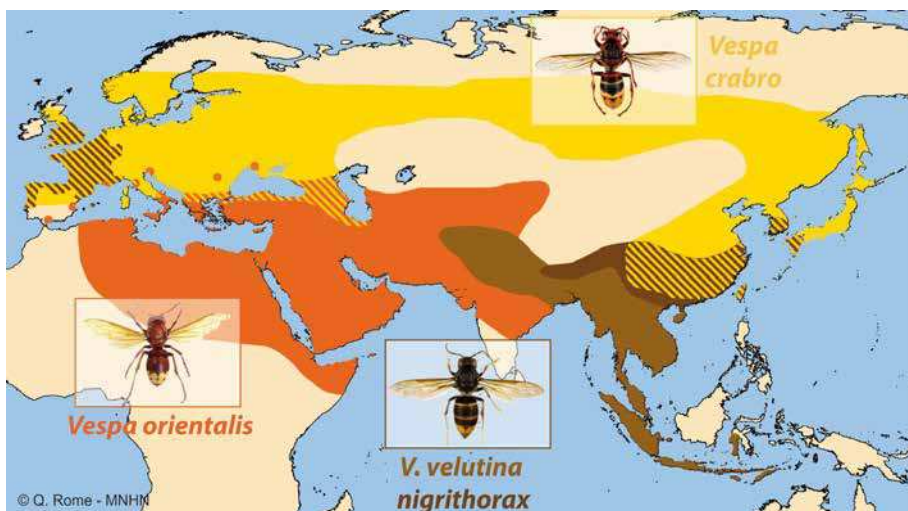 Vespa
crabro
Vespa orientalis
V. velutina
nigrithorax
© Q. Rome - MNHN